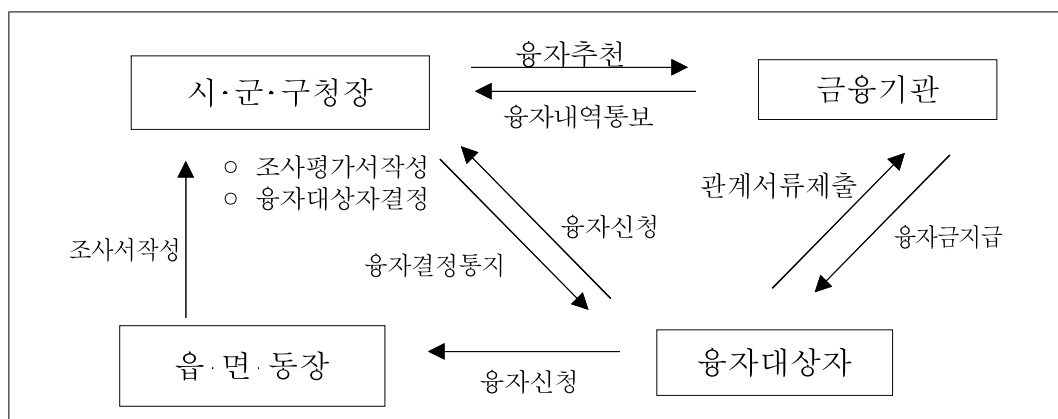 융자추천
시·군·구청장
금융기관
융자내역통보
○ 조사평가서작성
○ 융자대상자결정
관계서류제출
융자신청
융자금지급
조사서작성
융자결정통지
읍·면·동장
융자대상자
융자신청